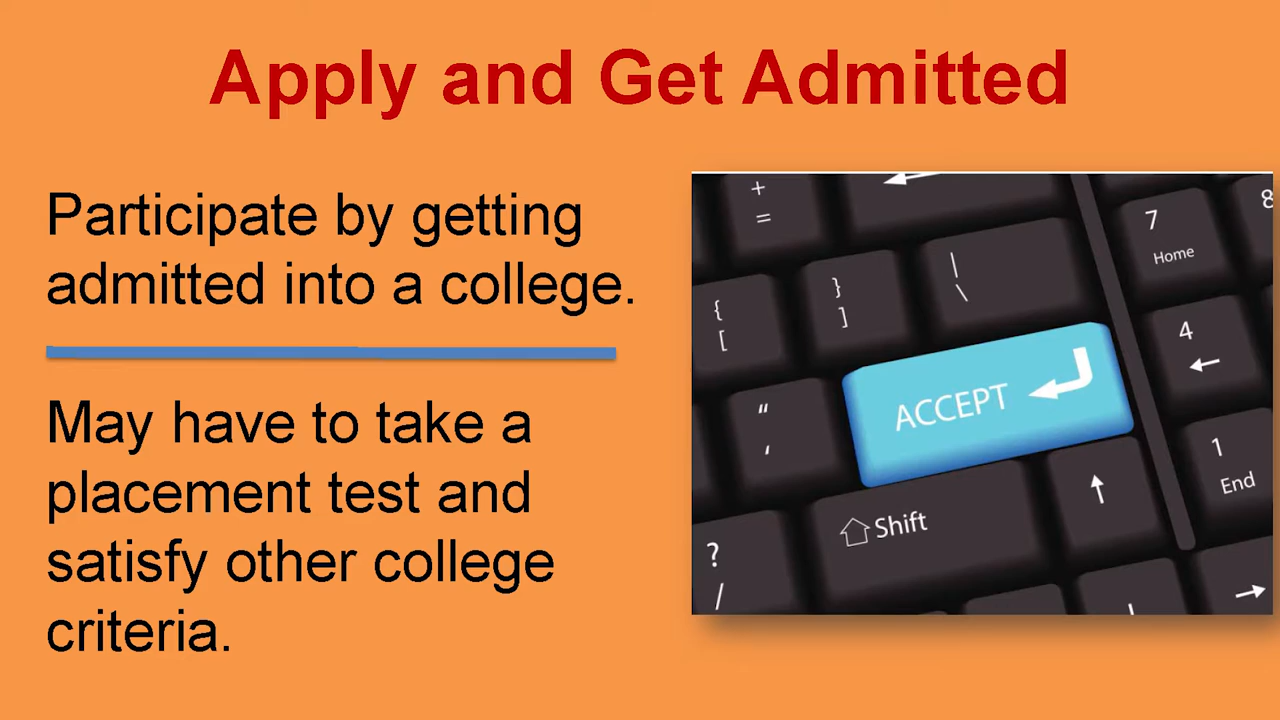 Apply and Get Admitted
Participate by getting
admitted into a college.
May have to take a
placement test and
satisfy other college
criteria.
+
=
7
Home
8
{
[
}
]
|
\
4
ACCEPT
"
'
1
End
Shift
?
/